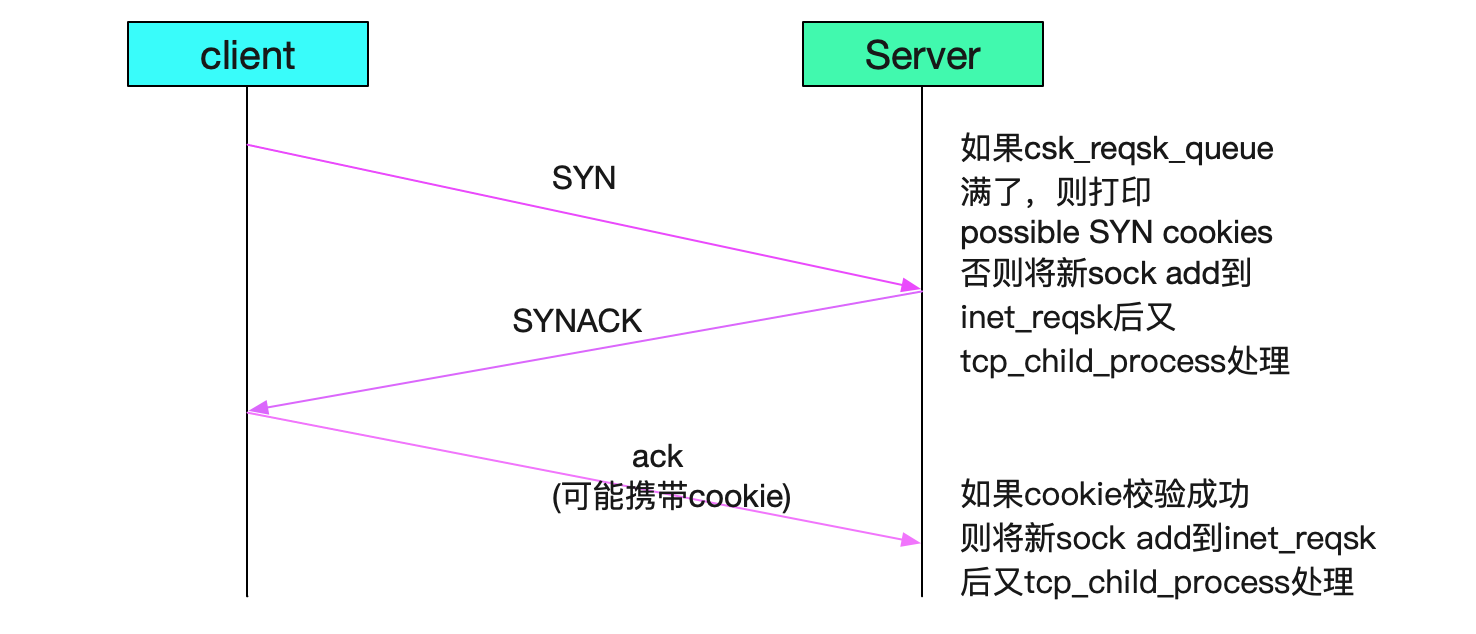 client
Server
SYN
如果csk_reqsk_queue
满了，则打印
possible SYN cookies
否则将新sock add到
inet_reqsk后又
tcp_child_process处理
SYNACK
ack
(可能携带cookie)
如果cookie校验成功
则将新sock add到inet_reqsk
后又tcp_child_process处理